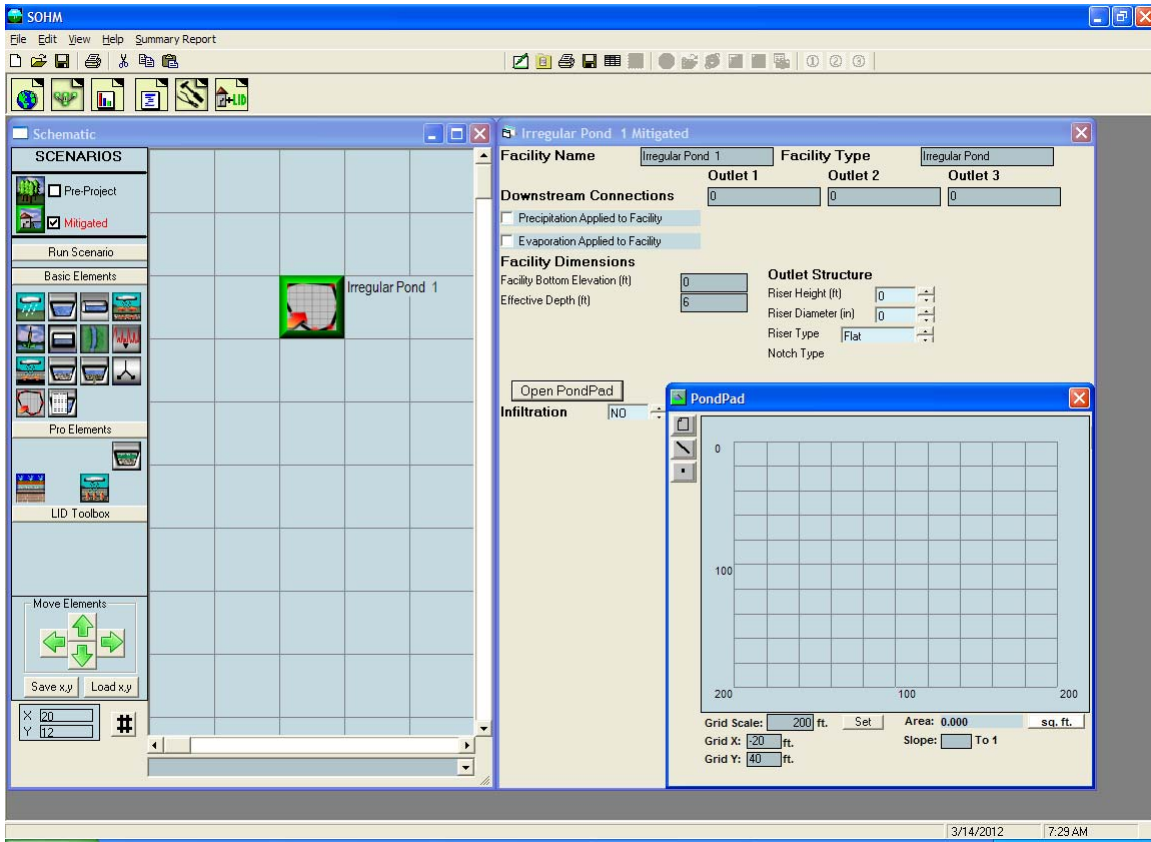 SOHM
File Edit View Help Summary Report
Schematic
SCENARIOS
Pre-Project
Mitigated
Run Scenario
Basic Elements
Pro Elements
LID Toolbox
Move Elements
Save x,y Load x,y
X 20
Y 12
#
+LID
Irregular Pond 1
Irregular Pond 1 Mitigated
Facility Name Irregular Pond 1 Facility Type Irregular Pond
Outlet 1 Outlet 2 Outlet 3
Downstream Connections 0 0 0
Precipitation Applied to Facility
Evaporation Applied to Facility
Facility Dimensions
Facility Bottom Elevation (ft) 0
Effective Depth (ft) 6
Outlet Structure
Riser Height (ft) 0
Riser Diameter (in) 0
Riser Type Flat
Notch Type
Open PondPad
Infiltration NO
PondPad
0
100
200 100 200
Grid Scale: 200 ft. Set Area: 0.000 sq. ft.
Grid X: -20 ft. Slope: To 1
Grid Y: 40 ft.
3/14/2012 7:29 AM